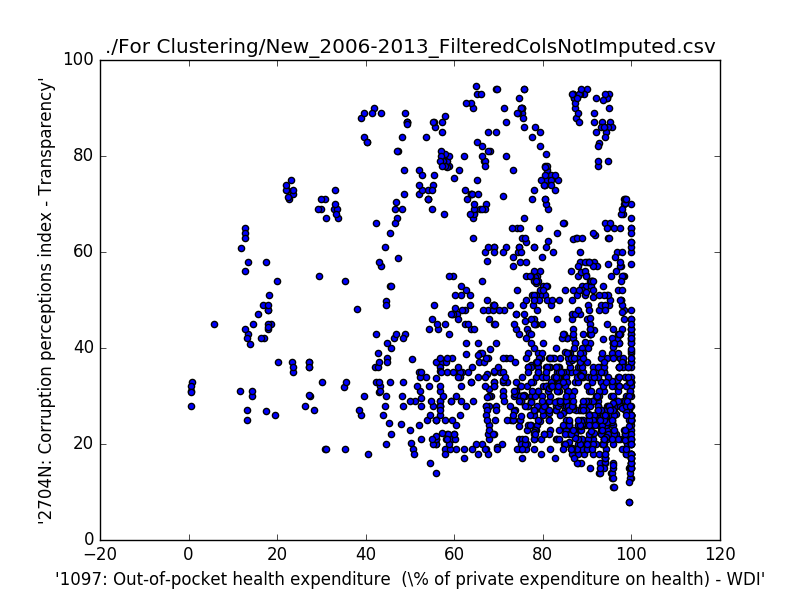 ./For Clustering/New_2006-2013_FilteredColsNotImputed.csv
100
80
60
40
20
0
'2704N: Corruption perceptions index - Transparency'
−20 0 20 40 60 80 100 120
'1097: Out-of-pocket health expenditure  (\% of private expenditure on health) - WDI'